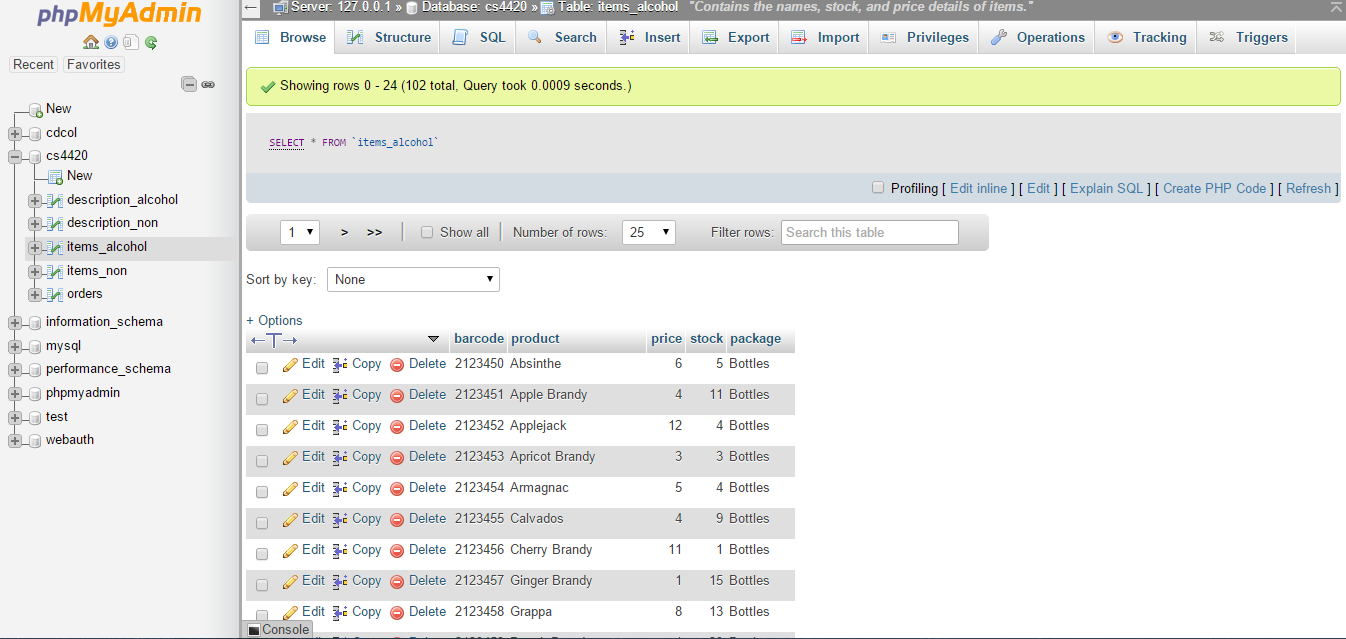 phpMyAdmin
Server: 127.0.0.1 » Database: cs4420 » Table: items_alcohol "Contains the names, stock, and price details of items."
Browse Structure SQL Search Insert Export Import Privileges Operations Tracking Triggers
Recent Favorites
New
cdcol
cs4420
New
description_alcohol
description_non
items_alcohol
items_non
orders
information_schema
mysql
performance_schema
phpmyadmin
test
webauth
Showing rows 0 - 24 (102 total, Query took 0.0009 seconds.)
SELECT * FROM `items_alcohol`
Profiling [ Edit inline ] [ Edit ] [ Explain SQL ] [ Create PHP Code ] [ Refresh ]
1 > >> Show all Number of rows: 25 Filter rows: Search this table
Sort by key: None
+ Options
←T→ barcode product price stock package
Edit Copy Delete 2123450 Absinthe 6 5 Bottles
Edit Copy Delete 2123451 Apple Brandy 4 11 Bottles
Edit Copy Delete 2123452 Applejack 12 4 Bottles
Edit Copy Delete 2123453 Apricot Brandy 3 3 Bottles
Edit Copy Delete 2123454 Armagnac 5 4 Bottles
Edit Copy Delete 2123455 Calvados 4 9 Bottles
Edit Copy Delete 2123456 Cherry Brandy 11 1 Bottles
Edit Copy Delete 2123457 Ginger Brandy 1 15 Bottles
Edit Copy Delete 2123458 Grappa 8 13 Bottles
Console